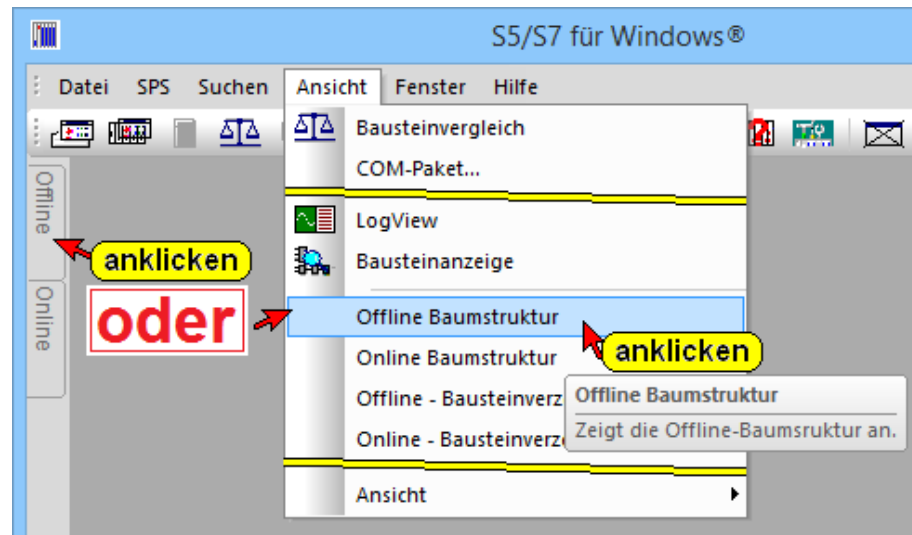 S5/S7 für Windows®
Datei SPS Suchen Ansicht Fenster Hilfe
Bausteinvergleich
COM-Paket...
Offline
LogView
anklicken
Bausteinanzeige
Online
oder
Offline Baumstruktur
anklicken
Online Baumstruktur
Offline - Bausteinverz
Offline Baumstruktur
Zeigt die Offline-Baumsruktur an.
Online - Bausteinverz
Ansicht